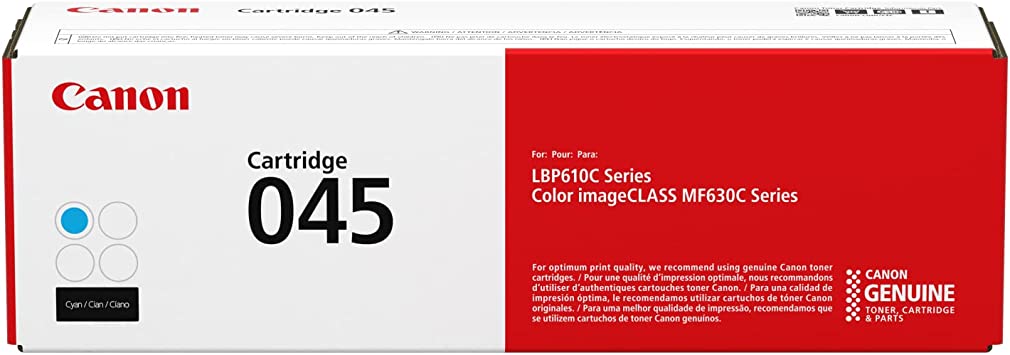 Cartridge 045
WARNING / ATTENTION / ADVERTENCIA / ADVERTÊNCIA
Canon
Cartridge
045
Cyan / Cian / Ciano
For: Pour: Para:
LBP610C Series
Color imageCLASS MF630C Series
For optimum print quality, we recommend using genuine Canon toner
cartridges. / Pour une qualité d'impression optimale, nous recommandons
d'utiliser d'authentiques cartouches toner Canon. / Para una calidad de
impresión óptima, le recomendamos utilizar cartuchos de tóner Canon
originales. / Para uma melhor qualidade de impressão, recomendamos que
se utilizem cartuchos de tóner Canon genuínos.
CANON
GENUINE
TONER, CARTRIDGE
& PARTS